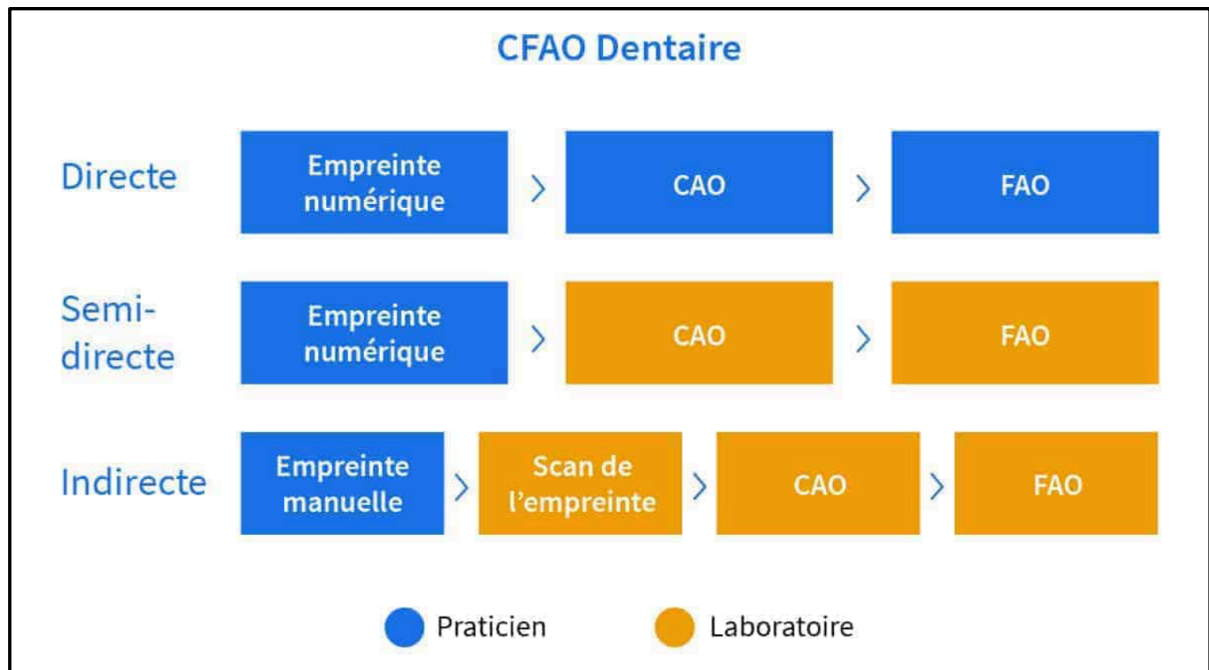 CFAO Dentaire
Directe
Empreinte
numérique
>
CAO
>
FAO
Semi-
directe
Empreinte
numérique
>
CAO
>
FAO
Indirecte
Empreinte
manuelle
>
Scan de
l'empreinte
>
CAO
>
FAO
Praticien
Laboratoire